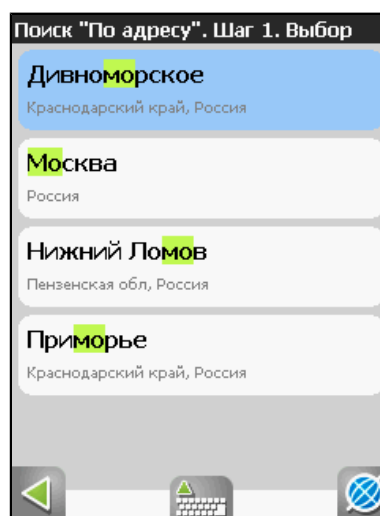 Поиск "По адресу". Шаг 1. Выбор
Дивноморское
Краснодарский край, Россия
Москва
Россия
Нижний Ломов
Пензенская обл, Россия
Приморье
Краснодарский край, Россия